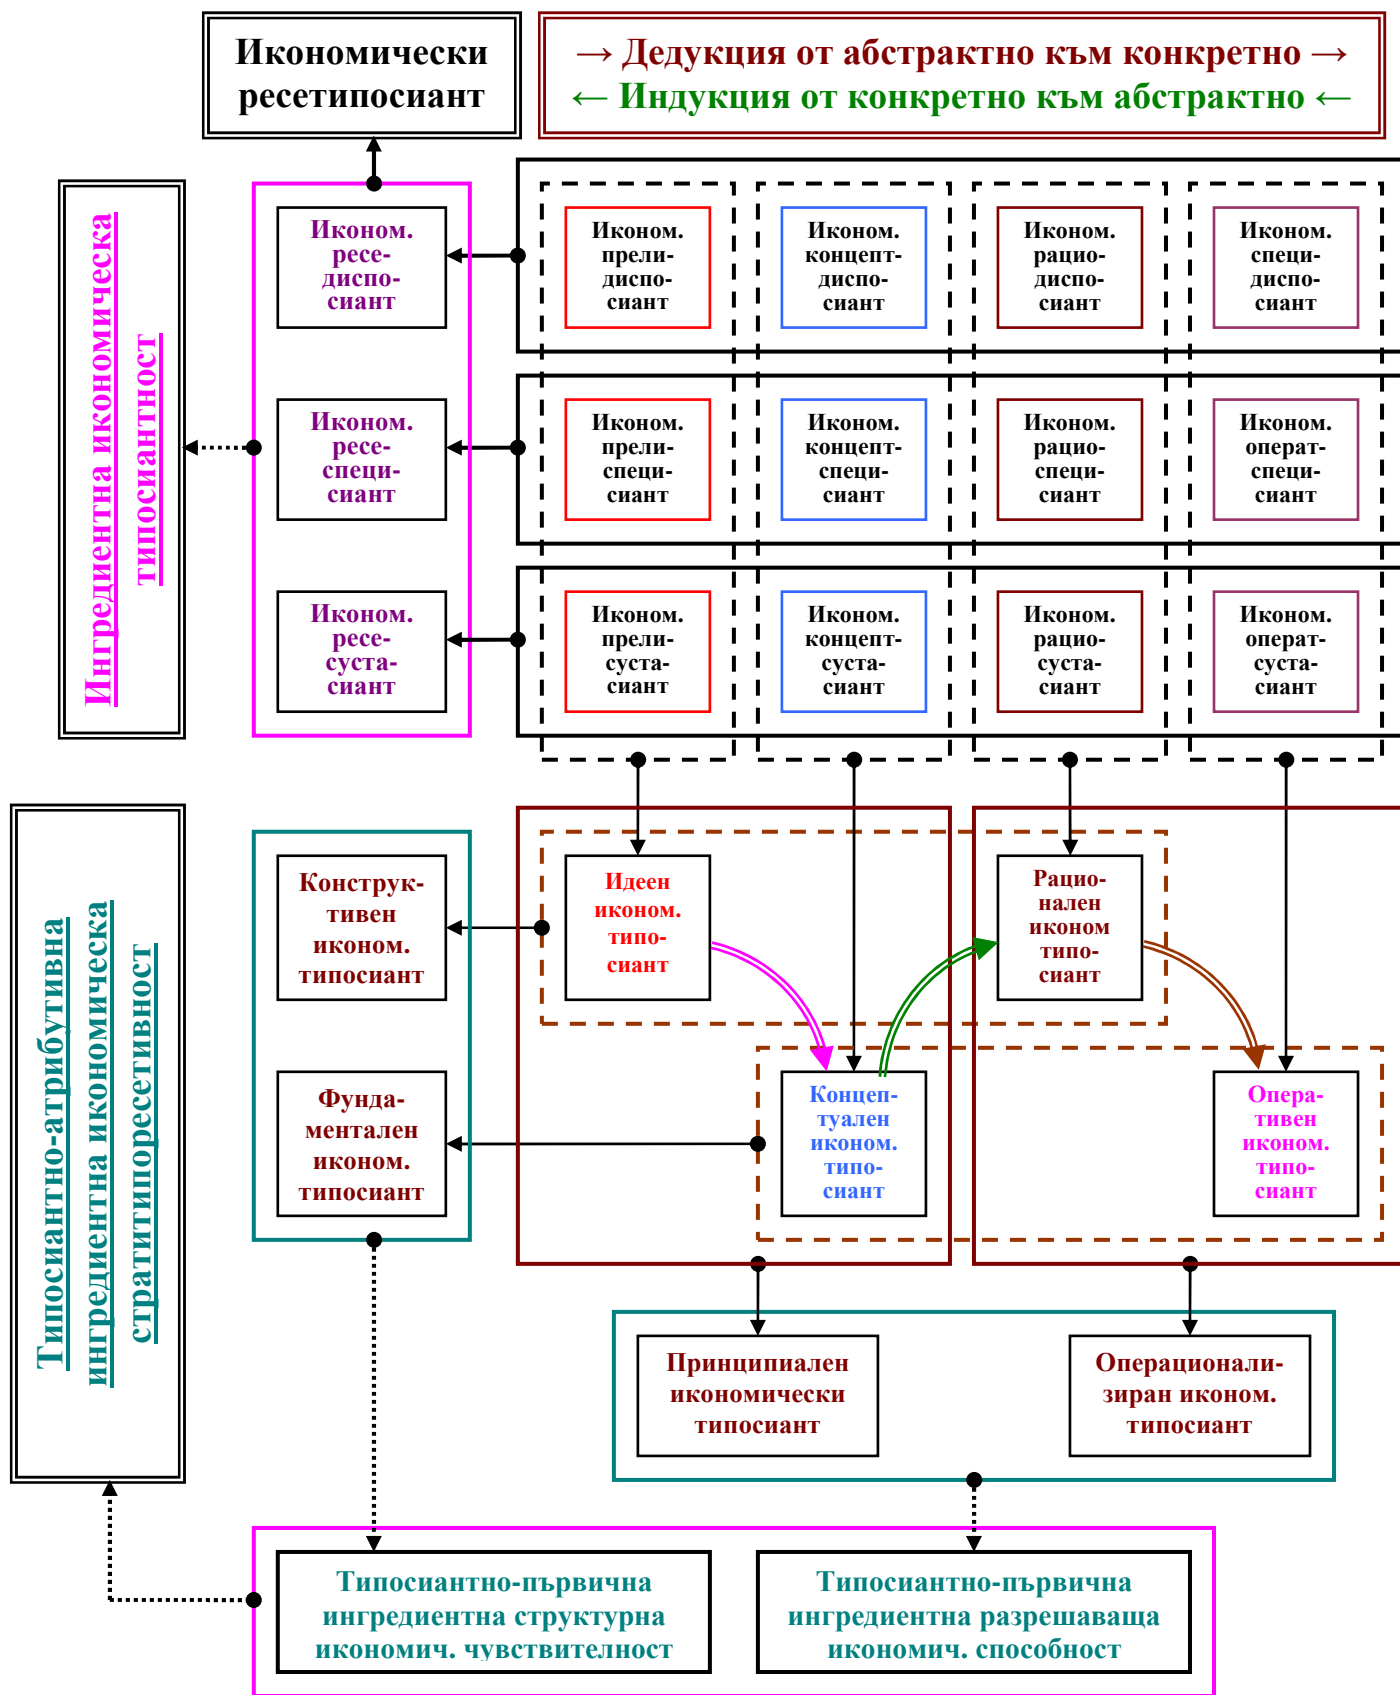 Икономически
ресетипосиант
→ Дедукция от абстрактно към конкретно →
← Индукция от конкретно към абстрактно ←
Ингредиентна икономическа
типосиантност
Иконом.
ресе-
диспо-
сиант
Иконом.
прели-
диспо-
сиант
Иконом.
концепт-
диспо-
сиант
Иконом.
рацио-
диспо-
сиант
Иконом.
специ-
диспо-
сиант
Иконом.
ресе-
специ-
сиант
Иконом.
прели-
специ-
сиант
Иконом.
концепт-
специ-
сиант
Иконом.
рацио-
специ-
сиант
Иконом.
операт-
специ-
сиант
Иконом.
ресе-
суста-
сиант
Иконом.
прели-
суста-
сиант
Иконом.
концепт-
суста-
сиант
Иконом.
рацио-
суста-
сиант
Иконом.
операт-
суста-
сиант
Типосиантно-атрибутивна
ингредиентна икономическа
стратитипоресетивност
Конструк-
тивен
иконом.
типосиант
Идеен
иконом.
типо-
сиант
Рацио-
нален
иконом
типо-
сиант
Фунда-
ментален
иконом.
типосиант
Концеп-
туален
иконом.
типо-
сиант
Опера-
тивен
иконом.
типо-
сиант
Принципиален
икономически
типосиант
Операционали-
зиран иконом.
типосиант
Типосиантно-първична
ингредиентна структурна
икономич. чувствителност
Типосиантно-първична
ингредиентна разрешаваща
икономич. способност